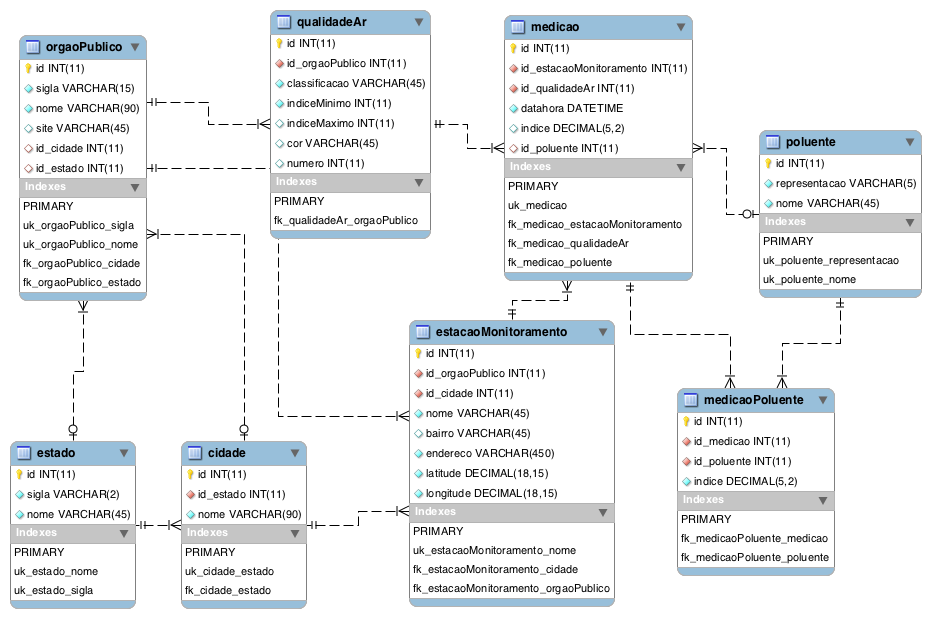 orgaoPublico
id INT(11)
sigla VARCHAR(15)
nome VARCHAR(90)
site VARCHAR(45)
id_cidade INT(11)
id_estado INT(11)
Indexes
PRIMARY
uk_orgaoPublico_sigla
uk_orgaoPublico_nome
fk_orgaoPublico_cidade
fk_orgaoPublico_estado
qualidadeAr
id INT(11)
id_orgaoPublico INT(11)
classificacao VARCHAR(45)
indiceMinimo INT(11)
indiceMaximo INT(11)
cor VARCHAR(45)
numero INT(11)
Indexes
PRIMARY
fk_qualidadeAr_orgaoPublico
medicao
id INT(11)
id_estacaoMonitoramento INT(11)
id_qualidadeAr INT(11)
datahora DATETIME
indice DECIMAL(5,2)
id_poluente INT(11)
Indexes
PRIMARY
uk_medicao
fk_medicao_estacaoMonitoramento
fk_medicao_qualidadeAr
fk_medicao_poluente
poluente
id INT(11)
representacao VARCHAR(5)
nome VARCHAR(45)
Indexes
PRIMARY
uk_poluente_representacao
uk_poluente_nome
estado
id INT(11)
sigla VARCHAR(2)
nome VARCHAR(45)
Indexes
PRIMARY
uk_estado_nome
uk_estado_sigla
cidade
id INT(11)
id_estado INT(11)
nome VARCHAR(90)
Indexes
PRIMARY
uk_cidade_estado
fk_cidade_estado
estacaoMonitoramento
id INT(11)
id_orgaoPublico INT(11)
id_cidade INT(11)
nome VARCHAR(45)
bairro VARCHAR(45)
endereco VARCHAR(450)
latitude DECIMAL(18,15)
longitude DECIMAL(18,15)
Indexes
PRIMARY
uk_estacaoMonitoramento_nome
fk_estacaoMonitoramento_cidade
fk_estacaoMonitoramento_orgaoPublico
medicaoPoluente
id INT(11)
id_medicao INT(11)
id_poluente INT(11)
indice DECIMAL(5,2)
Indexes
PRIMARY
fk_medicaoPoluente_medicao
fk_medicaoPoluente_poluente